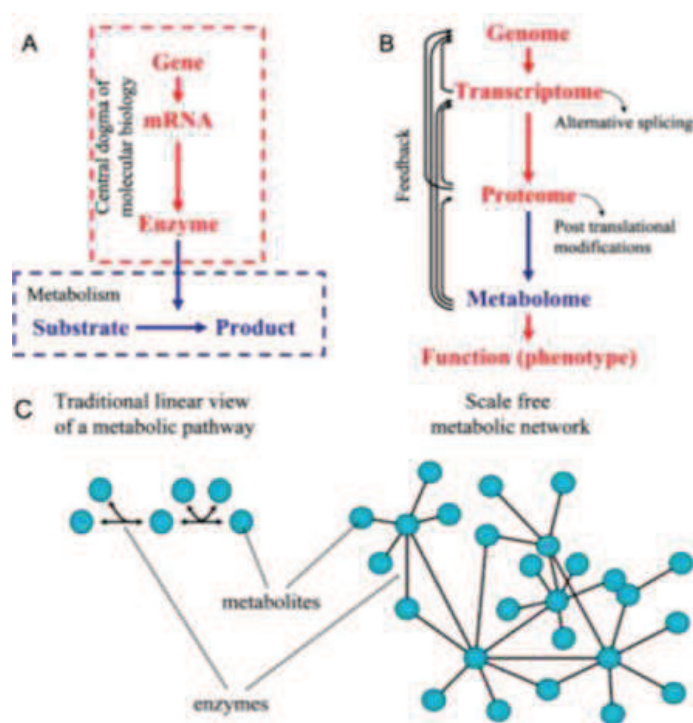 A
Gene
mRNA
Enzyme
Central dogma of
molecular biology
Metabolism
Substrate
Product
B
Genome
Transcriptome
Alternative splicing
Proteome
Post translational
modifications
Metabolome
Function (phenotype)
Feedback
C
Traditional linear view
of a metabolic pathway
Scale free
metabolic network
metabolites
enzymes